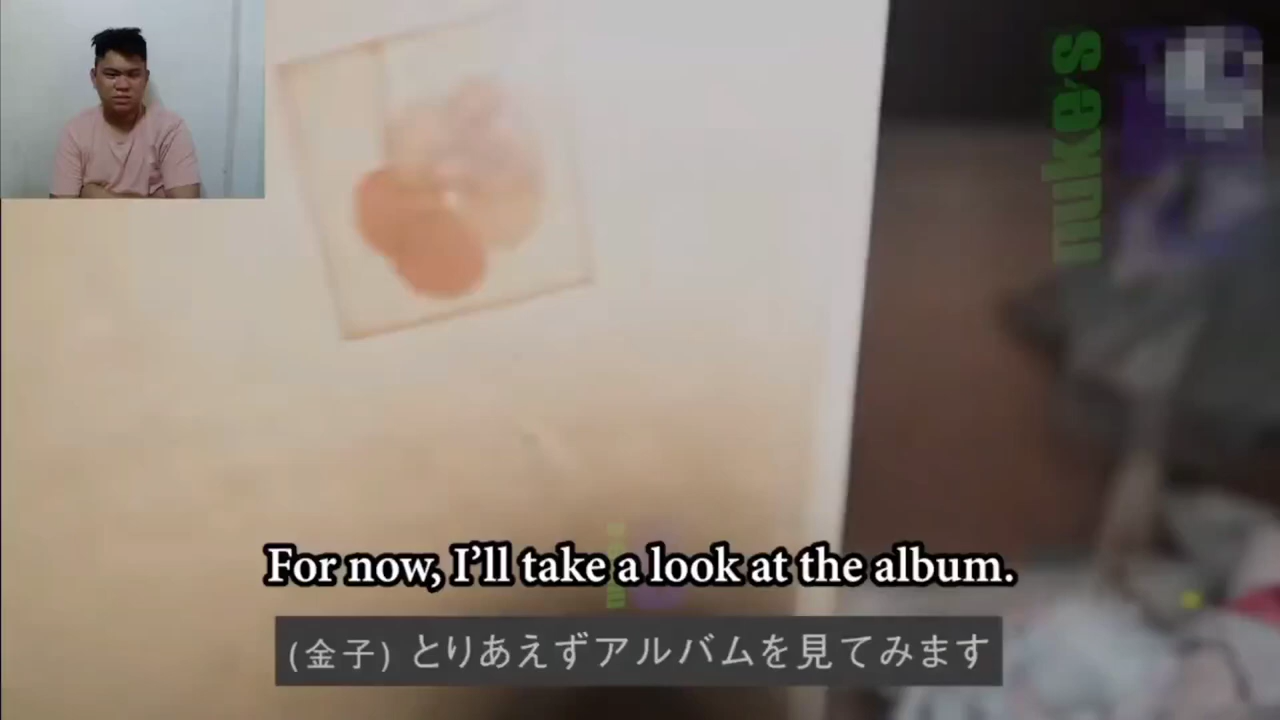 nuke's
For now, I'll take a look at the album.
(金子) とりあえずアルバムを見てみます